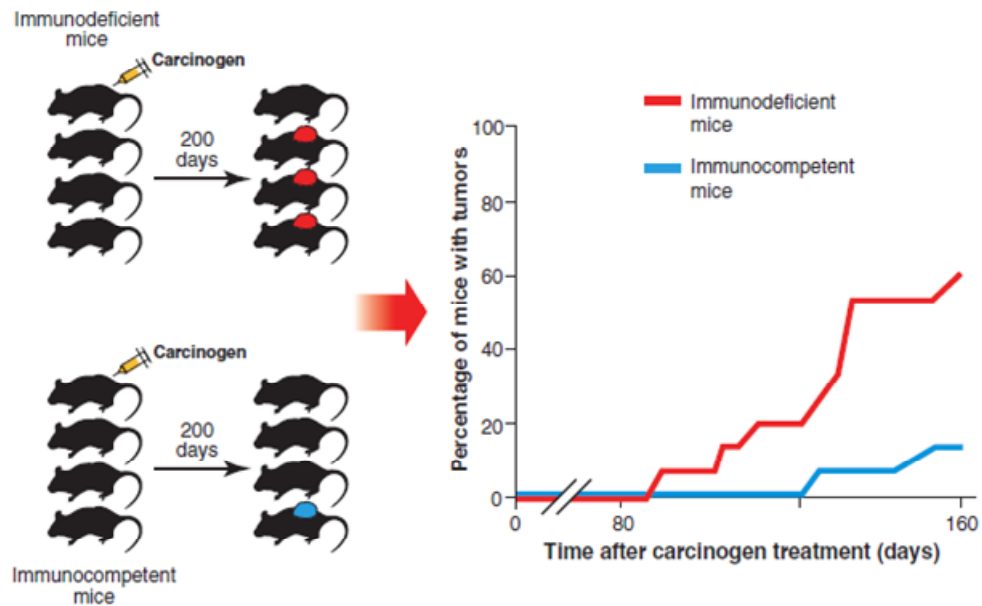 Immunodeficient
mice
Carcinogen
200
days
Carcinogen
200
days
Immunocompetent
mice
Immunodeficient
mice
Immunocompetent
mice
Percentage of mice with tumors
100
80
60
40
20
0
0
80
160
Time after carcinogen treatment (days)